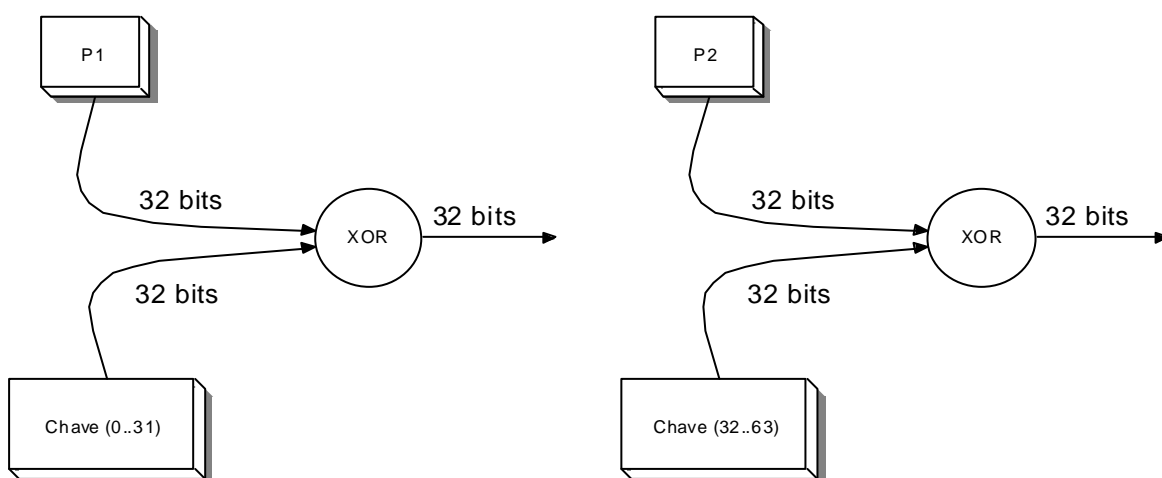 P1
32 bits
XOR
32 bits
32 bits
Chave (0..31)
P2
32 bits
XOR
32 bits
32 bits
Chave (32..63)